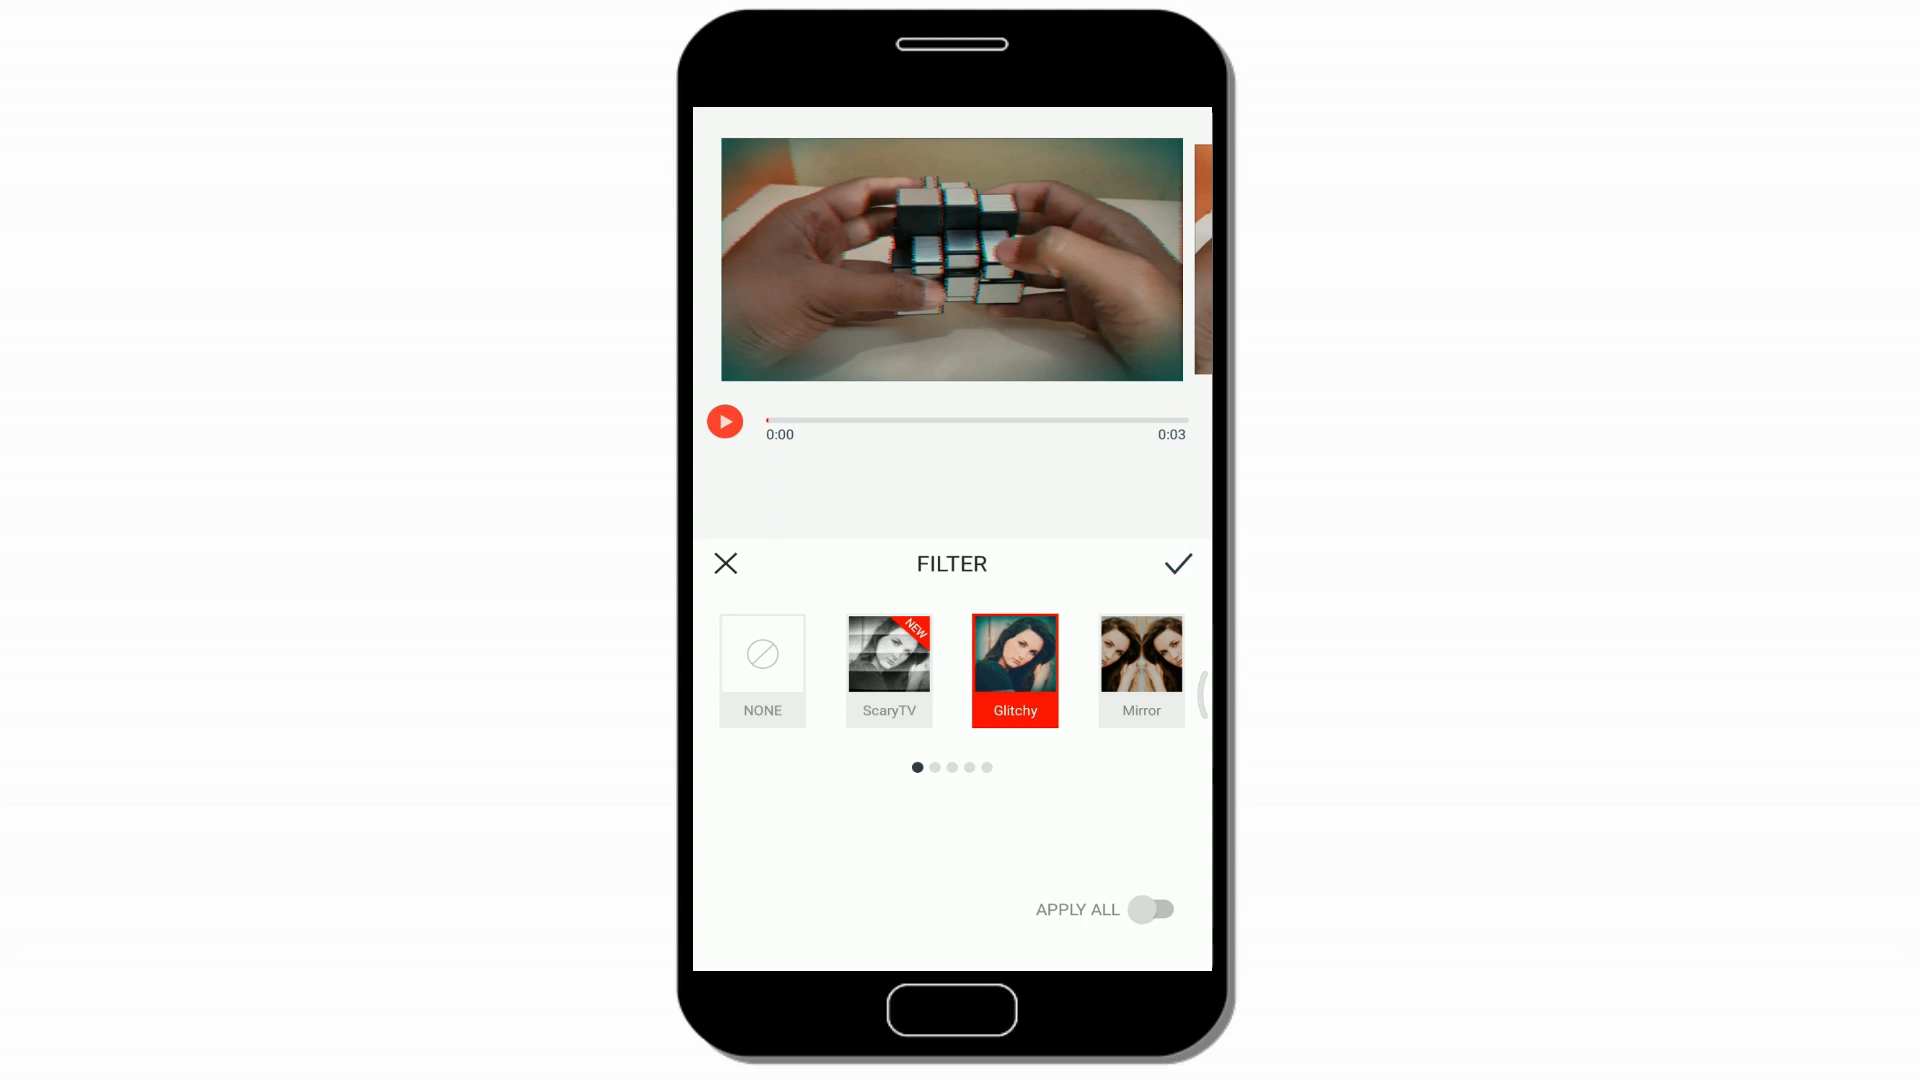 0:00
0:03
FILTER
NEW
NONE
ScaryTV
Glitchy
Mirror
APPLY ALL